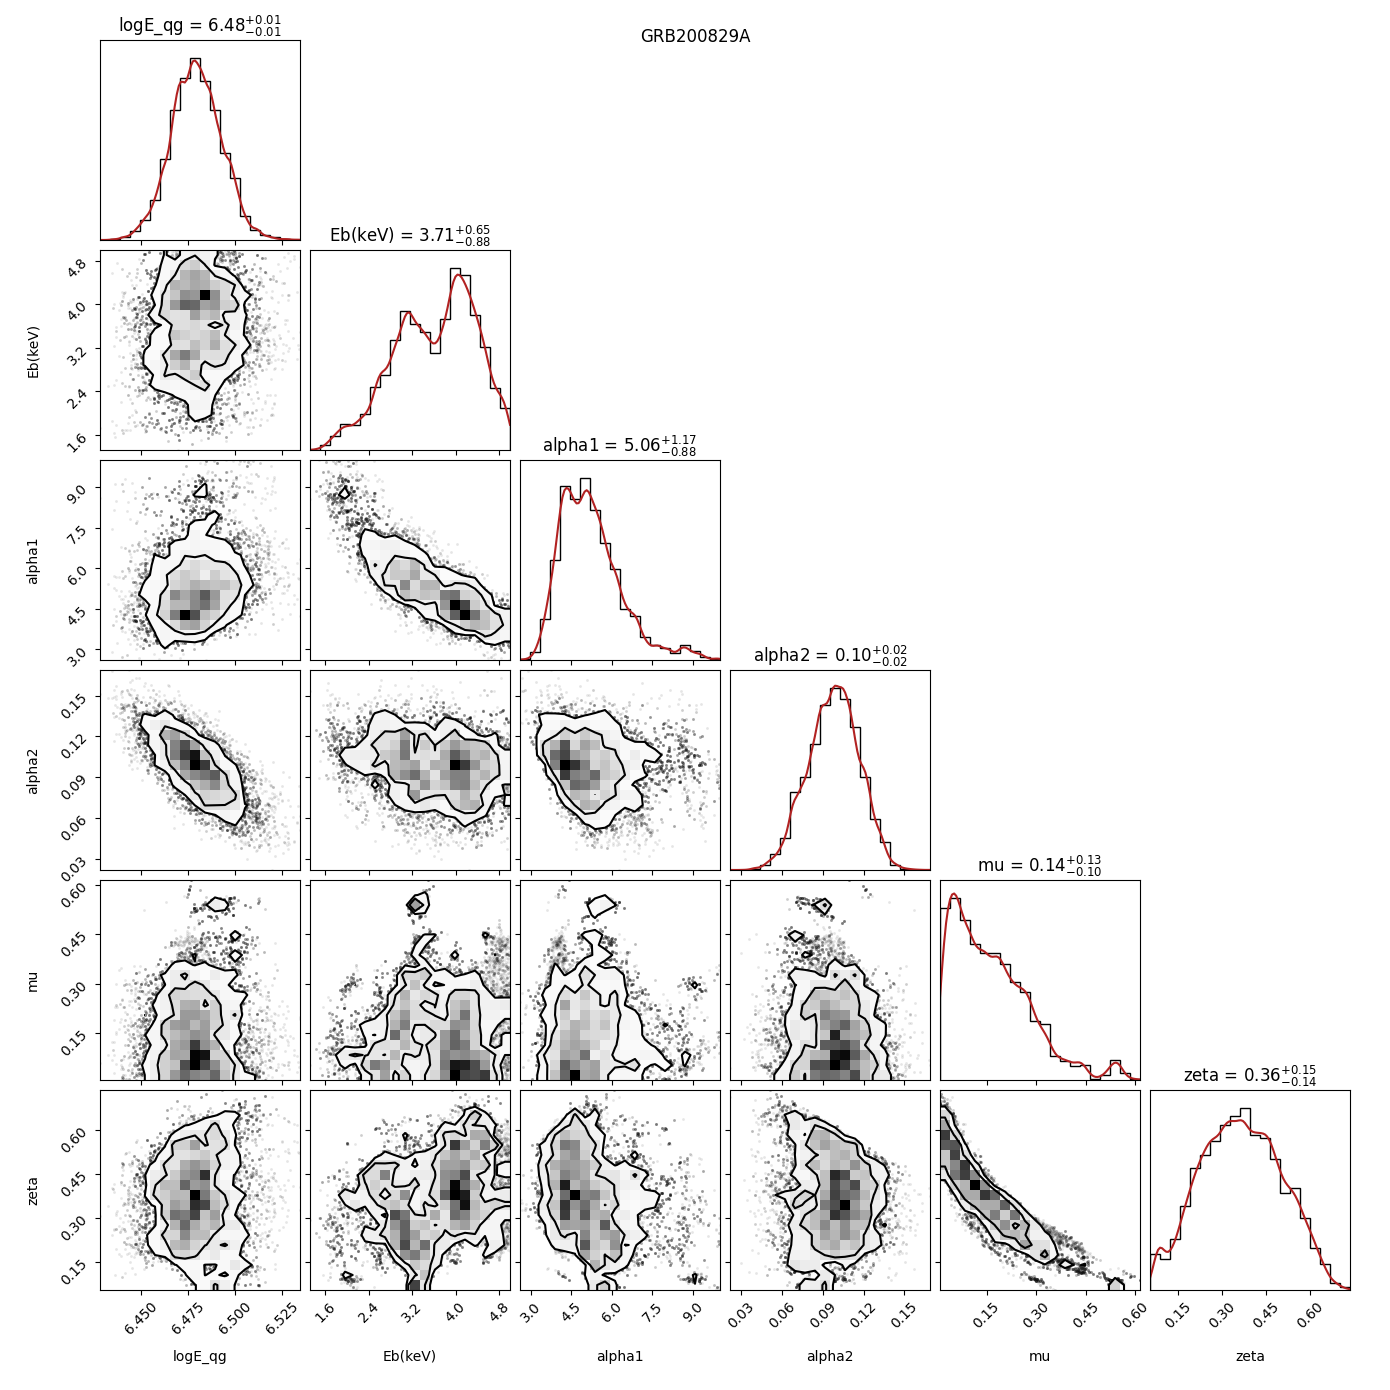 GRB200829A
logE_qg = 6.48+0.01 −0.01
Eb(keV) = 3.71+0.65 −0.88
4.8
4.0
3.2
2.4
1.6
Eb(keV)
alpha1 = 5.06+1.17 −0.88
9.0
7.5
6.0
4.5
3.0
alpha1
alpha2 = 0.10+0.02 −0.02
0.15
0.12
0.09
0.06
0.03
alpha2
mu = 0.14+0.13 −0.10
0.60
0.45
0.30
0.15
mu
zeta = 0.36+0.15 −0.14
0.60
0.45
0.30
0.15
zeta
6.450 6.475 6.500 6.525 1.6 2.4 3.2 4.0 4.8 3.0 4.5 6.0 7.5 9.0 0.03 0.06 0.09 0.12 0.15 0.15 0.30 0.45 0.60 0.15 0.30 0.45 0.60
logE_qg Eb(keV) alpha1 alpha2 mu zeta